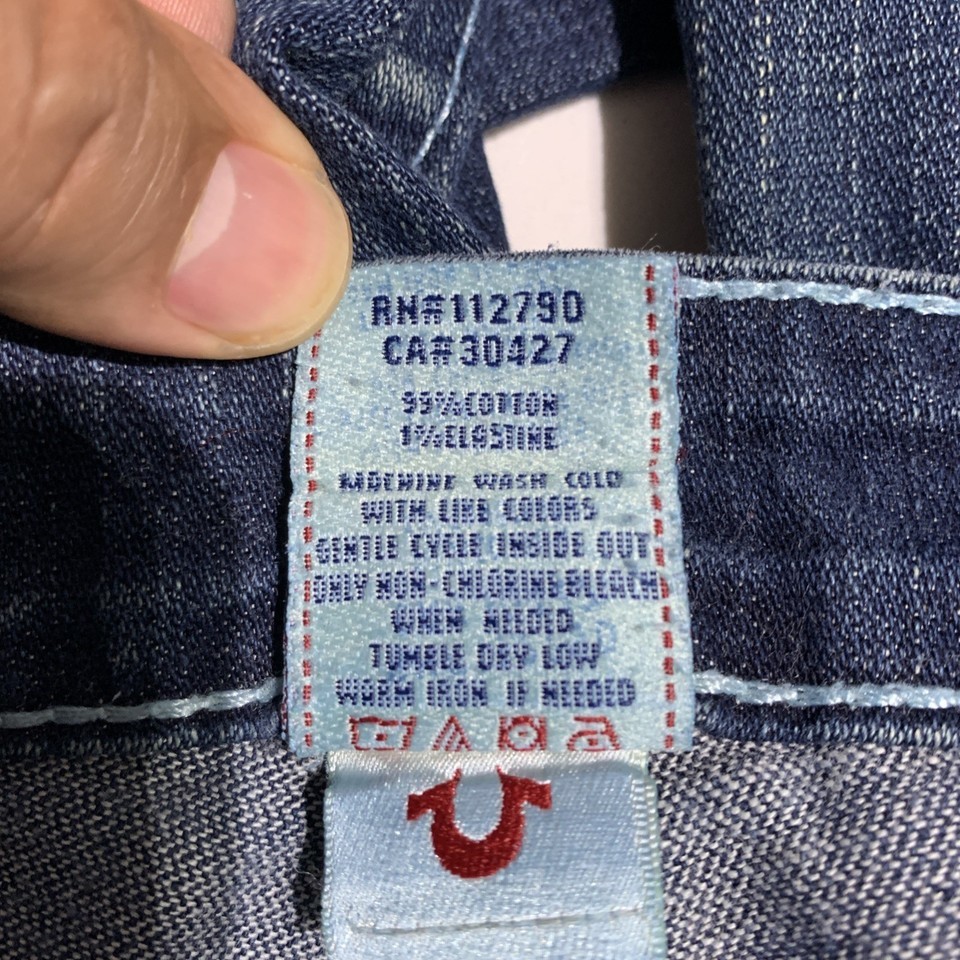 RN#112790
CA#30427
99%COTTON
1%ELASTINE
MACHINE WASH COLD
WITH LIKE COLORS
GENTLE CYCLE INSIDE OUT
ONLY NON-CHLORINE BLEACH
WHEN NEEDED
TUMBLE DRY LOW
WARM IRON IF NEEDED